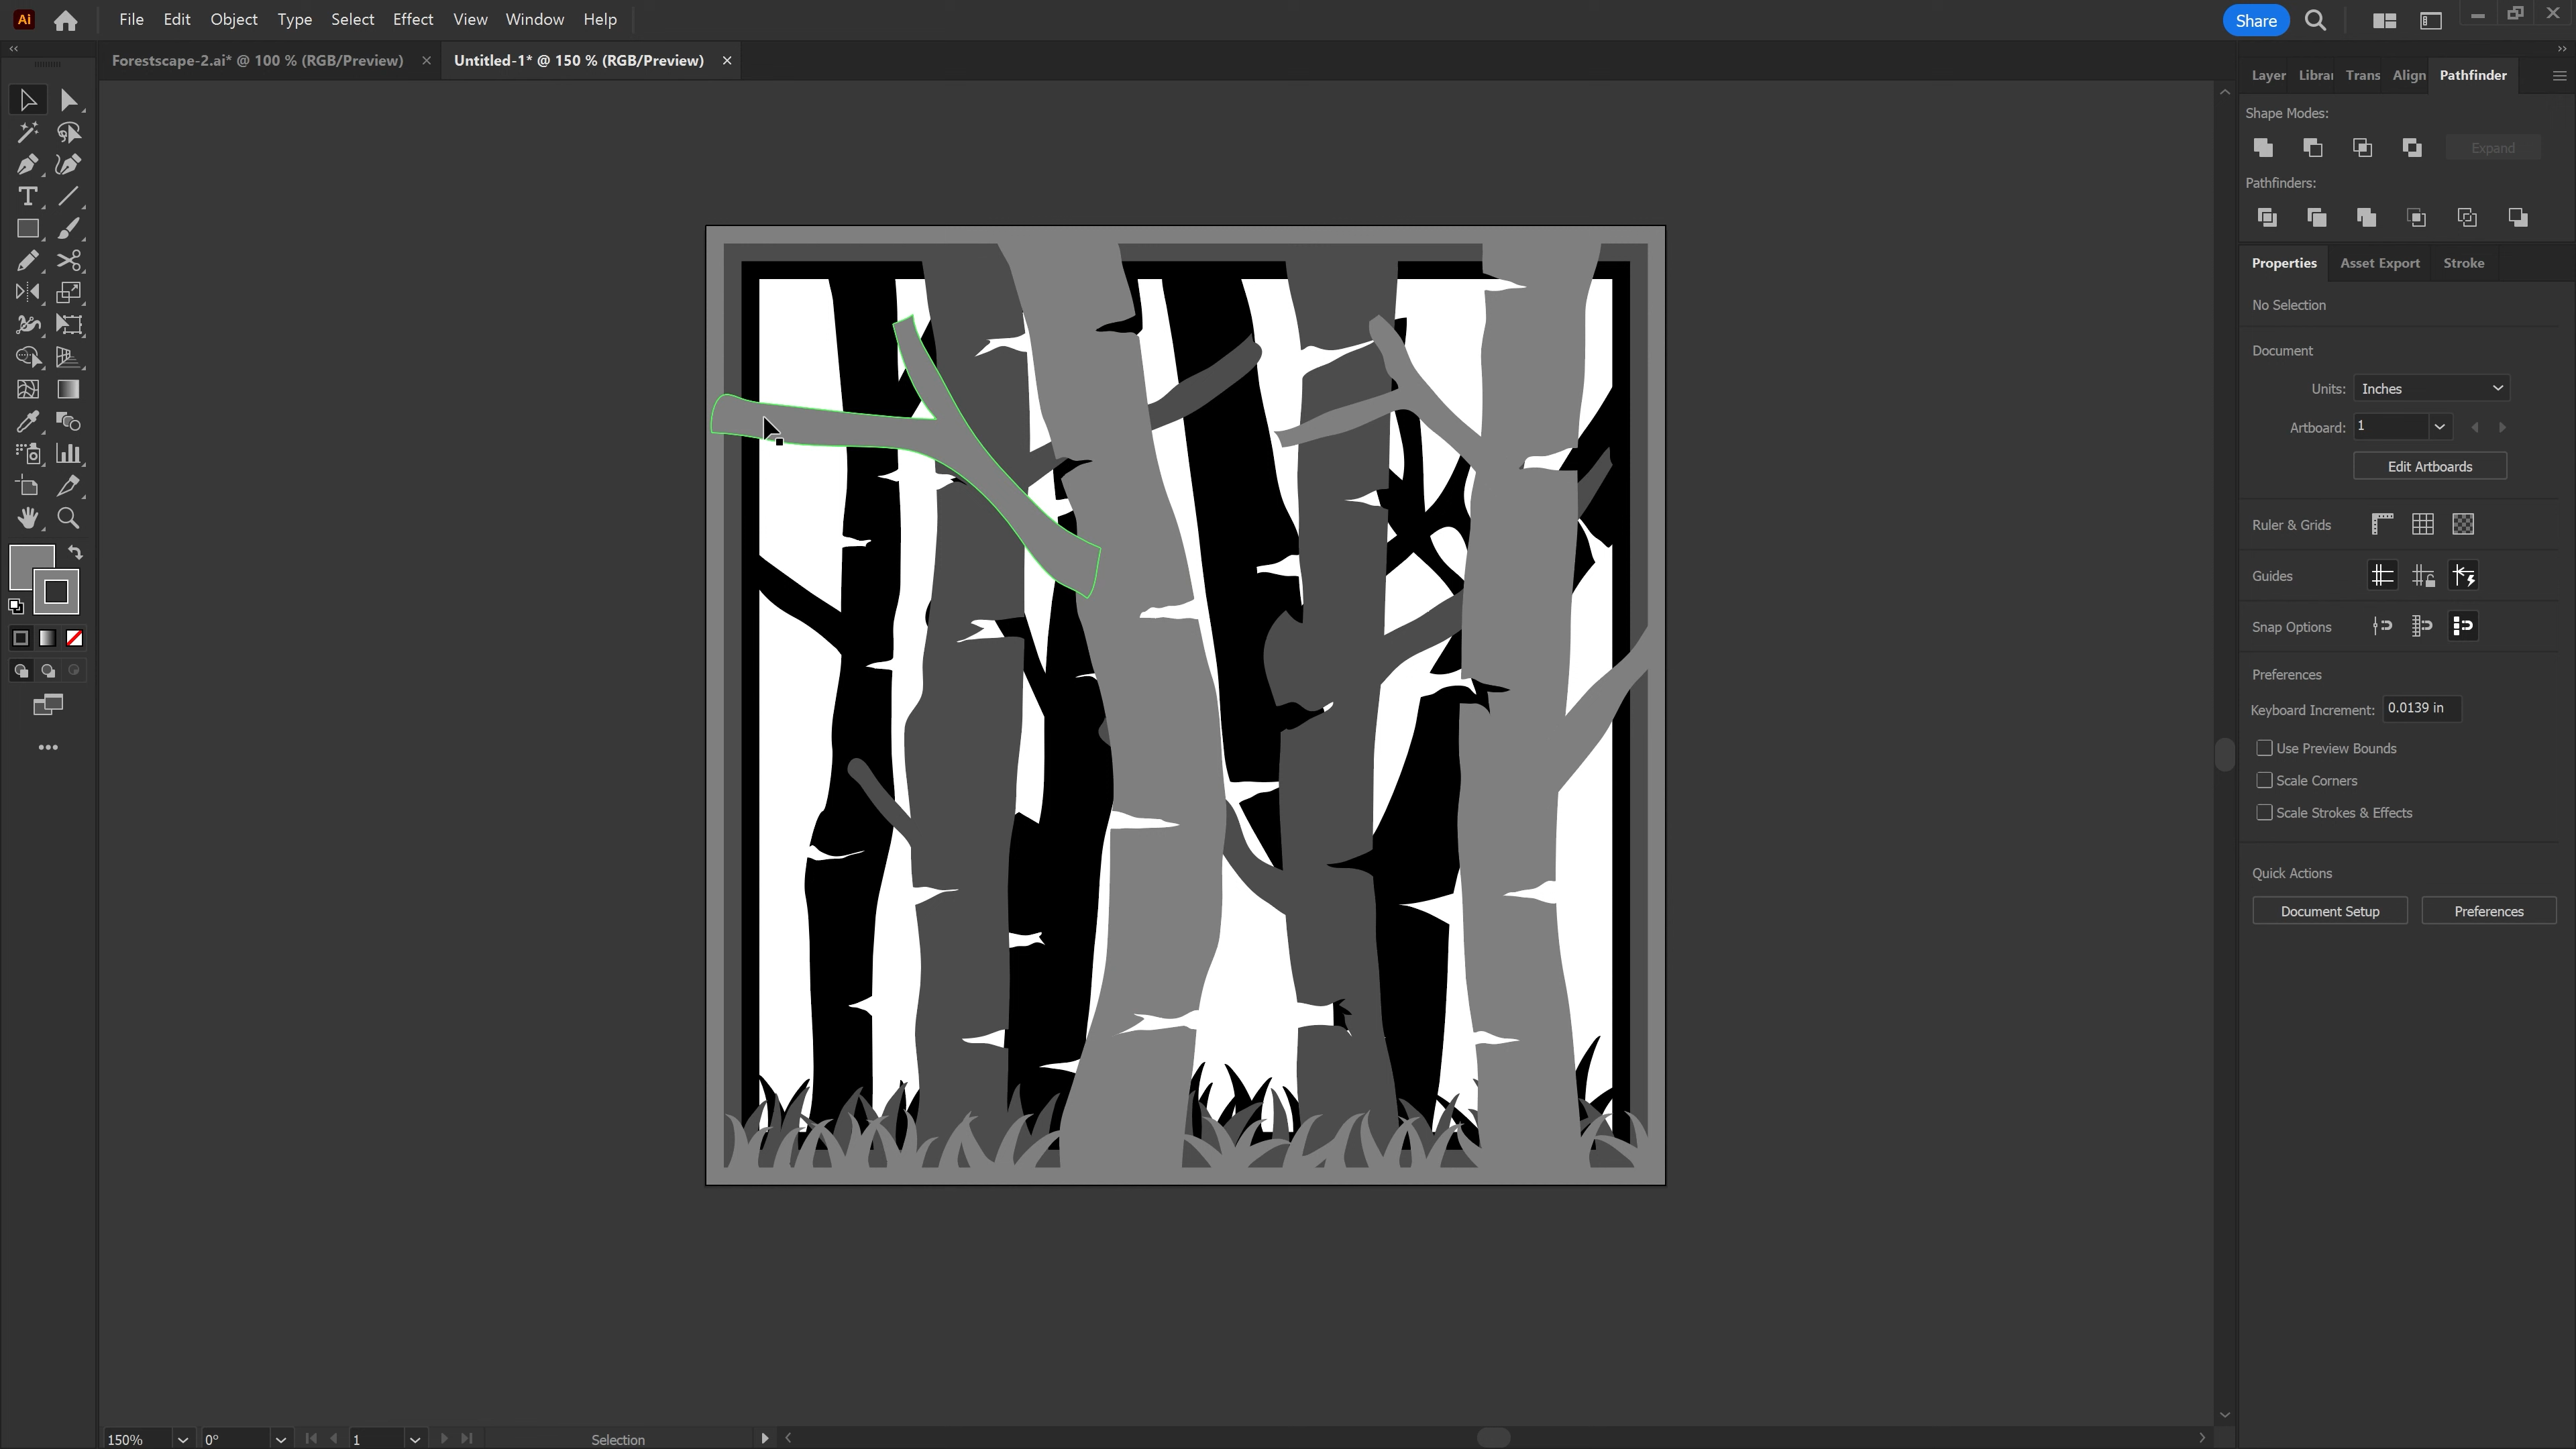 Ai File Edit Object Type Select Effect View Window Help Share
Forestscape-2.ai* @ 100 % (RGB/Preview) × Untitled-1* @ 150 % (RGB/Preview) ×
Layer Librar Trans Align Pathfinder
Shape Modes:
Expand
Pathfinders:
Properties Asset Export Stroke
No Selection
Document
Units: Inches
Artboard: 1
Edit Artboards
Ruler & Grids
Guides
Snap Options
Preferences
Keyboard Increment: 0.0139 in
Use Preview Bounds
Scale Corners
Scale Strokes & Effects
Quick Actions
Document Setup Preferences
150% 0° 1 Selection